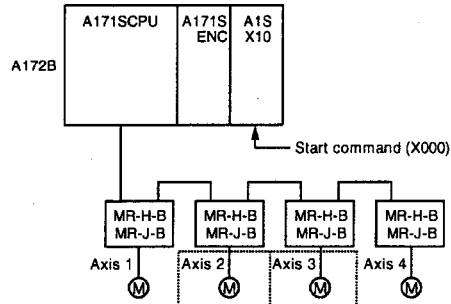 A171SCPU
A171S
ENC
A1S
X10
A172B
Start command (X000)
MR-H-B
MR-J-B
MR-H-B
MR-J-B
MR-H-B
MR-J-B
MR-H-B
MR-J-B
Axis 1
Axis 2
Axis 3
Axis 4
M
M
M
M